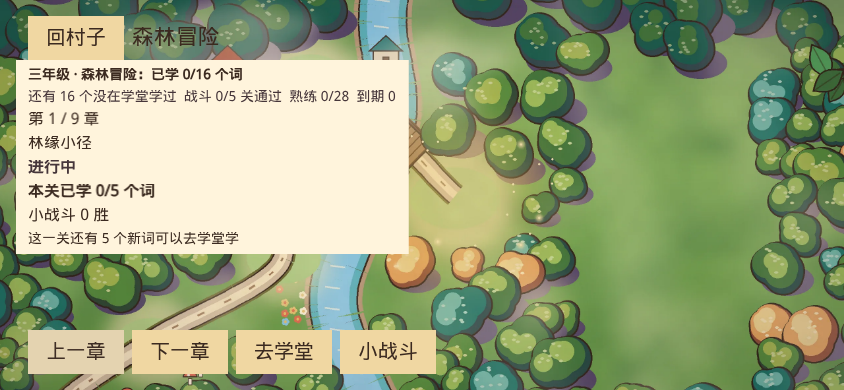 回村子
森林冒险
三年级 · 森林冒险：已学 0/16 个词
还有 16 个没在学堂学过 战斗 0/5 关通过 熟练 0/28 到期 0
第 1 / 9 章
林缘小径
进行中
本关已学 0/5 个词
小战斗 0 胜
这一关还有 5 个新词可以去学堂学
上一章
下一章
去学堂
小战斗